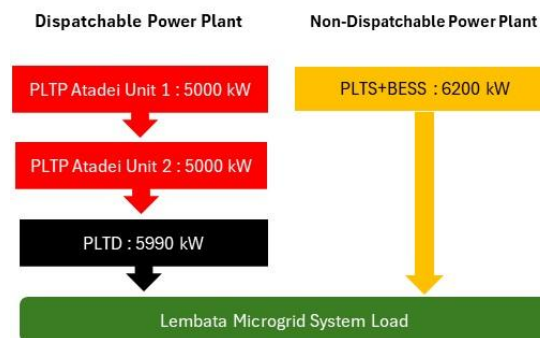 Dispatchable Power Plant
Non-Dispatchable Power Plant
PLTP Atadei Unit 1 : 5000 kW
PLTS+BESS : 6200 kW
PLTP Atadei Unit 2 : 5000 kW
PLTD : 5990 kW
Lembata Microgrid System Load